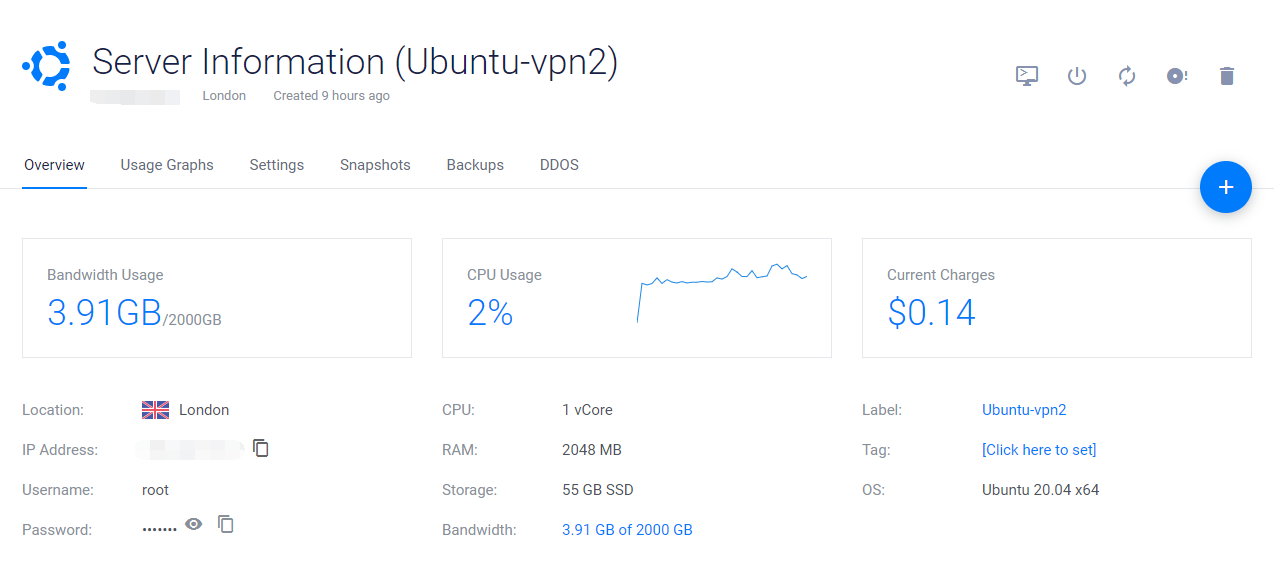 Server Information (Ubuntu-vpn2)
London Created 9 hours ago
Overview Usage Graphs Settings Snapshots Backups DDOS
Bandwidth Usage
3.91GB/2000GB
CPU Usage
2%
Current Charges
$0.14
Location: London
IP Address:
Username: root
Password: •••••••
CPU: 1 vCore
RAM: 2048 MB
Storage: 55 GB SSD
Bandwidth: 3.91 GB of 2000 GB
Label: Ubuntu-vpn2
Tag: [Click here to set]
OS: Ubuntu 20.04 x64